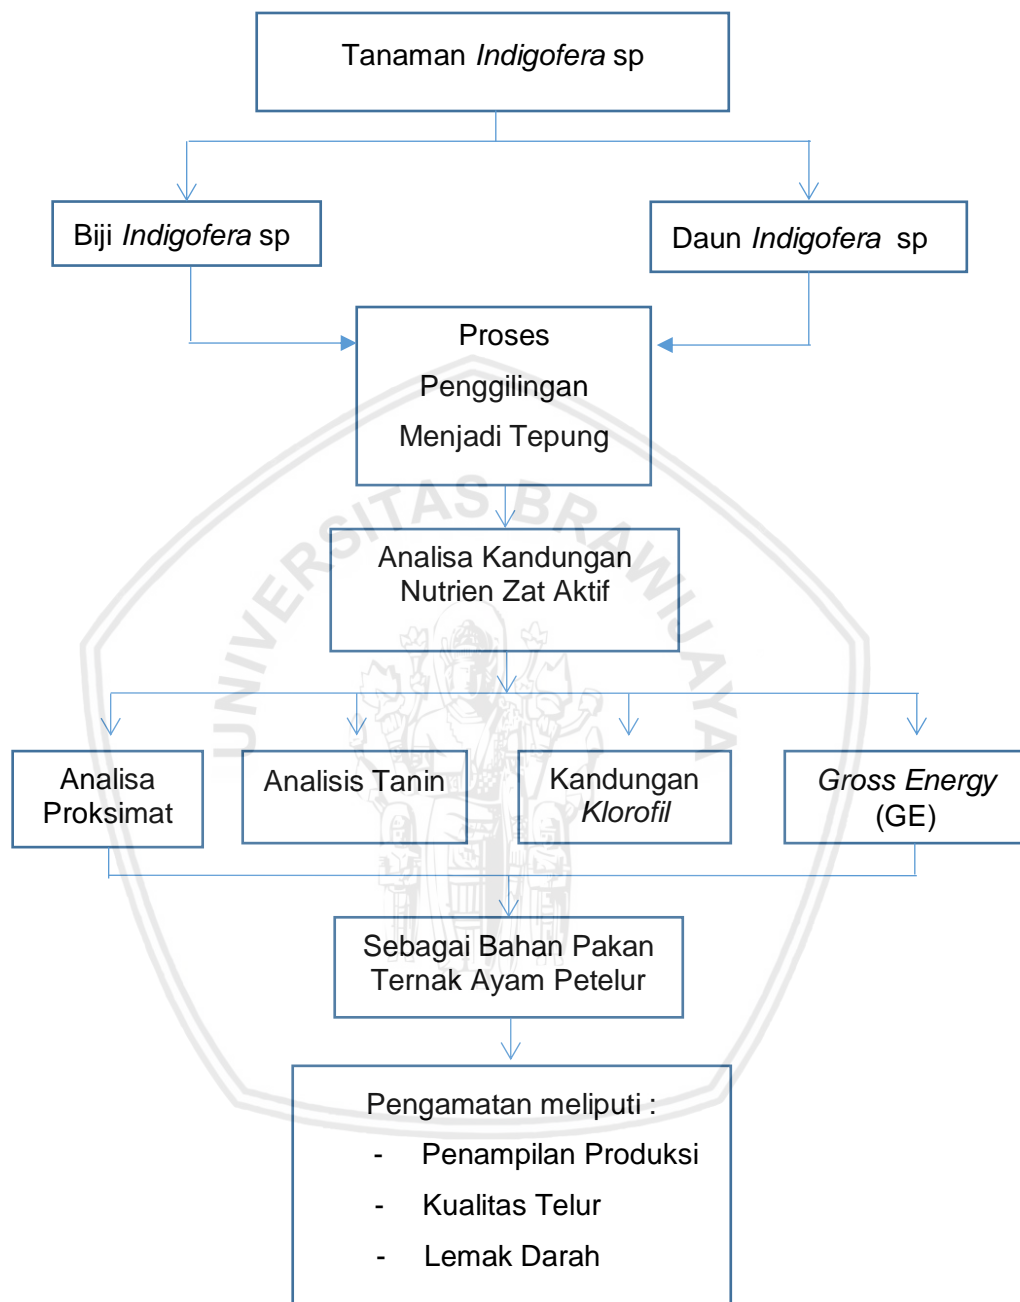 Tanaman Indigofera sp
Biji Indigofera sp
Daun Indigofera sp
Proses
Penggilingan
Menjadi Tepung
UNIVERSITAS BRAWIJAYA
Analisa Kandungan
Nutrien Zat Aktif
Analisa
Proksimat
Analisis Tanin
Kandungan
Klorofil
Gross Energy
(GE)
Sebagai Bahan Pakan
Ternak Ayam Petelur
Pengamatan meliputi :
- Penampilan Produksi
- Kualitas Telur
- Lemak Darah